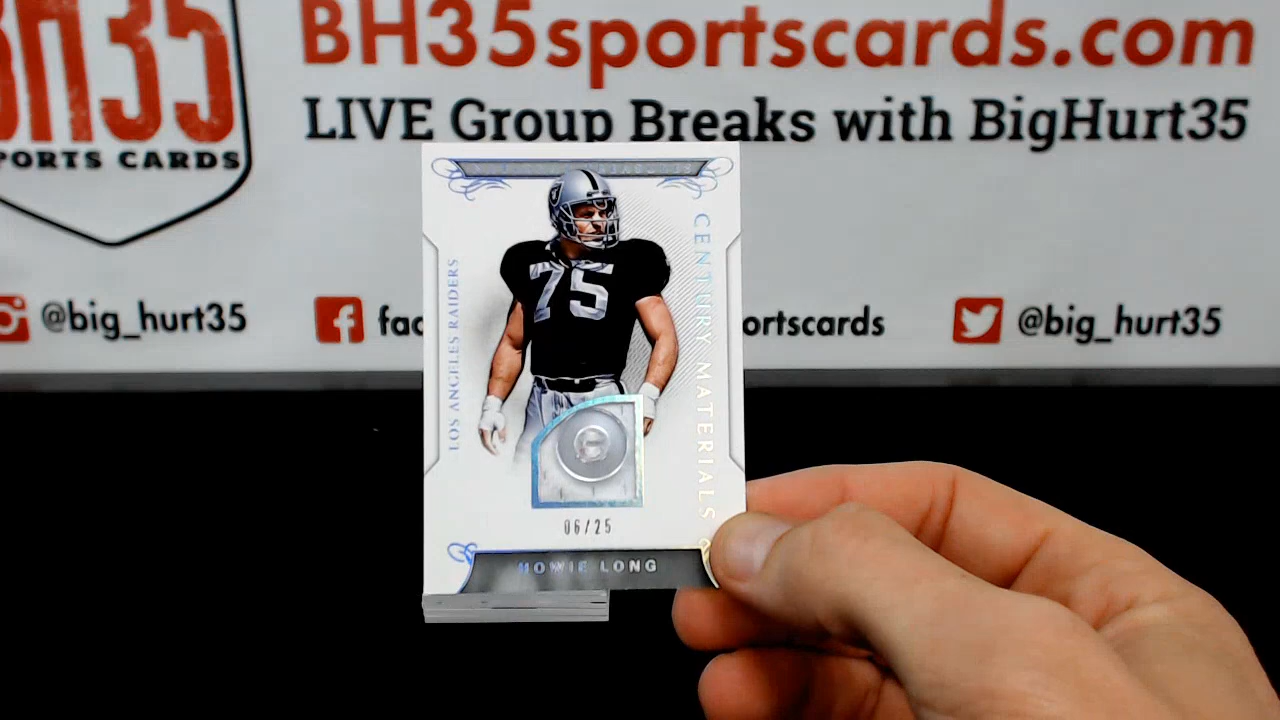 BH35
PORTS CARDS
BH35sportscards.com
LIVE Group Breaks with BigHurt35
@big_hurt35
fac
ortscards
@big_hurt35
LOS ANGELES RAIDERS
75
CENTURY MATERIALS
06/25
HOWIE LONG